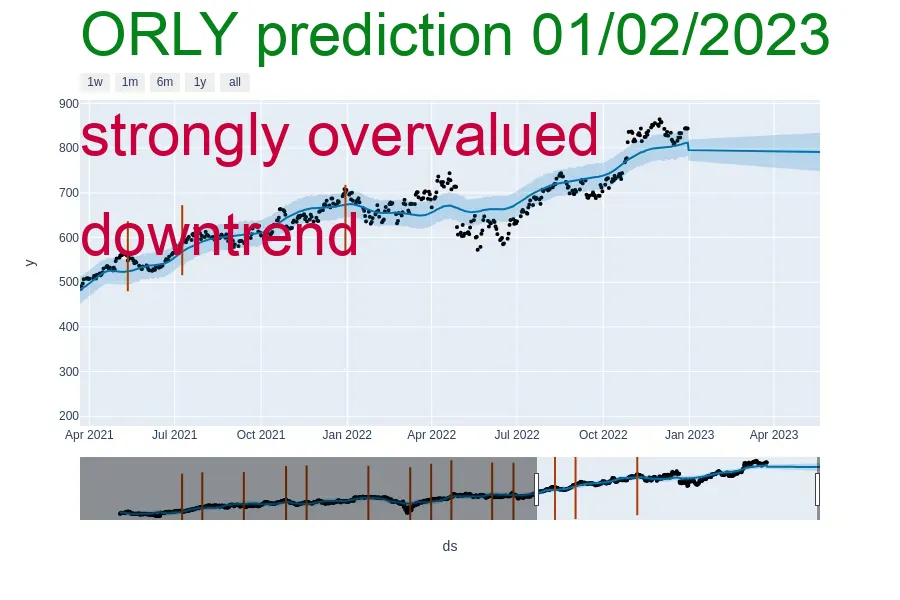 ORLY prediction 01/02/2023
1w 1m 6m 1y all
strongly overvalued
downtrend
900
800
700
600
500
400
300
200
y
Apr 2021 Jul 2021 Oct 2021 Jan 2022 Apr 2022 Jul 2022 Oct 2022 Jan 2023 Apr 2023
ds